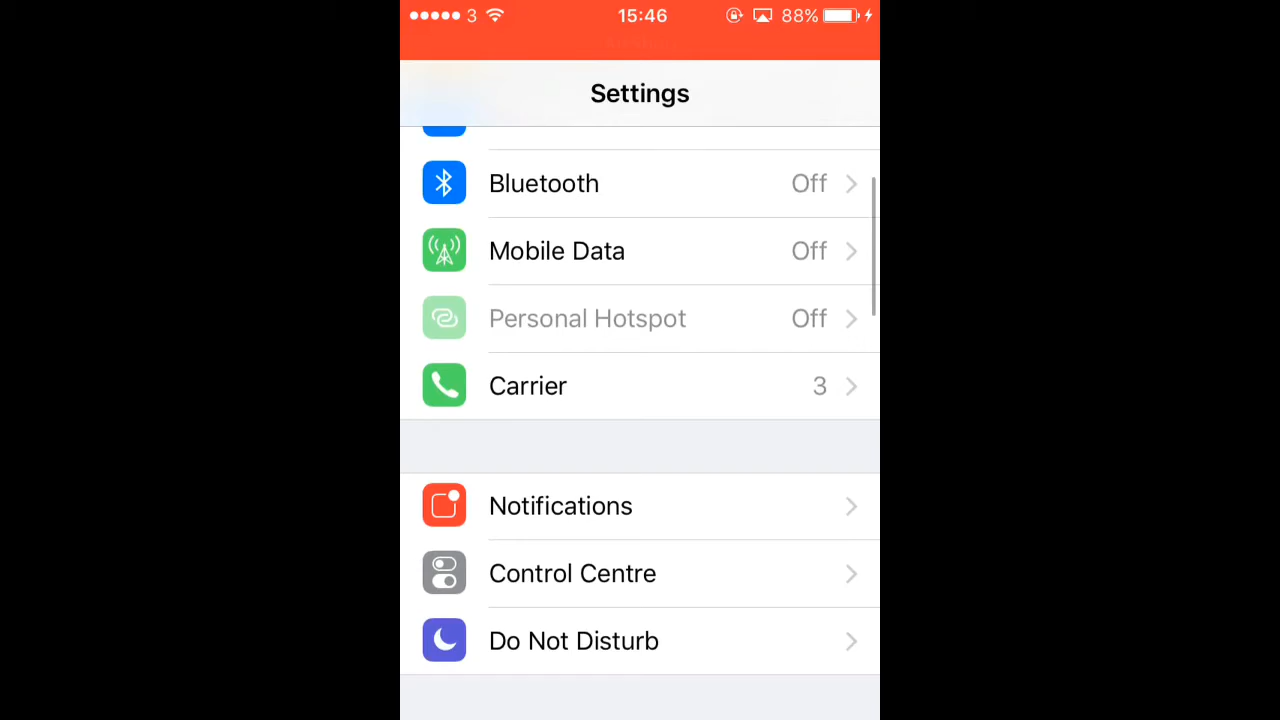 3 15:46 88%
Settings
Bluetooth Off
Mobile Data Off
Personal Hotspot Off
Carrier 3
Notifications
Control Centre
Do Not Disturb